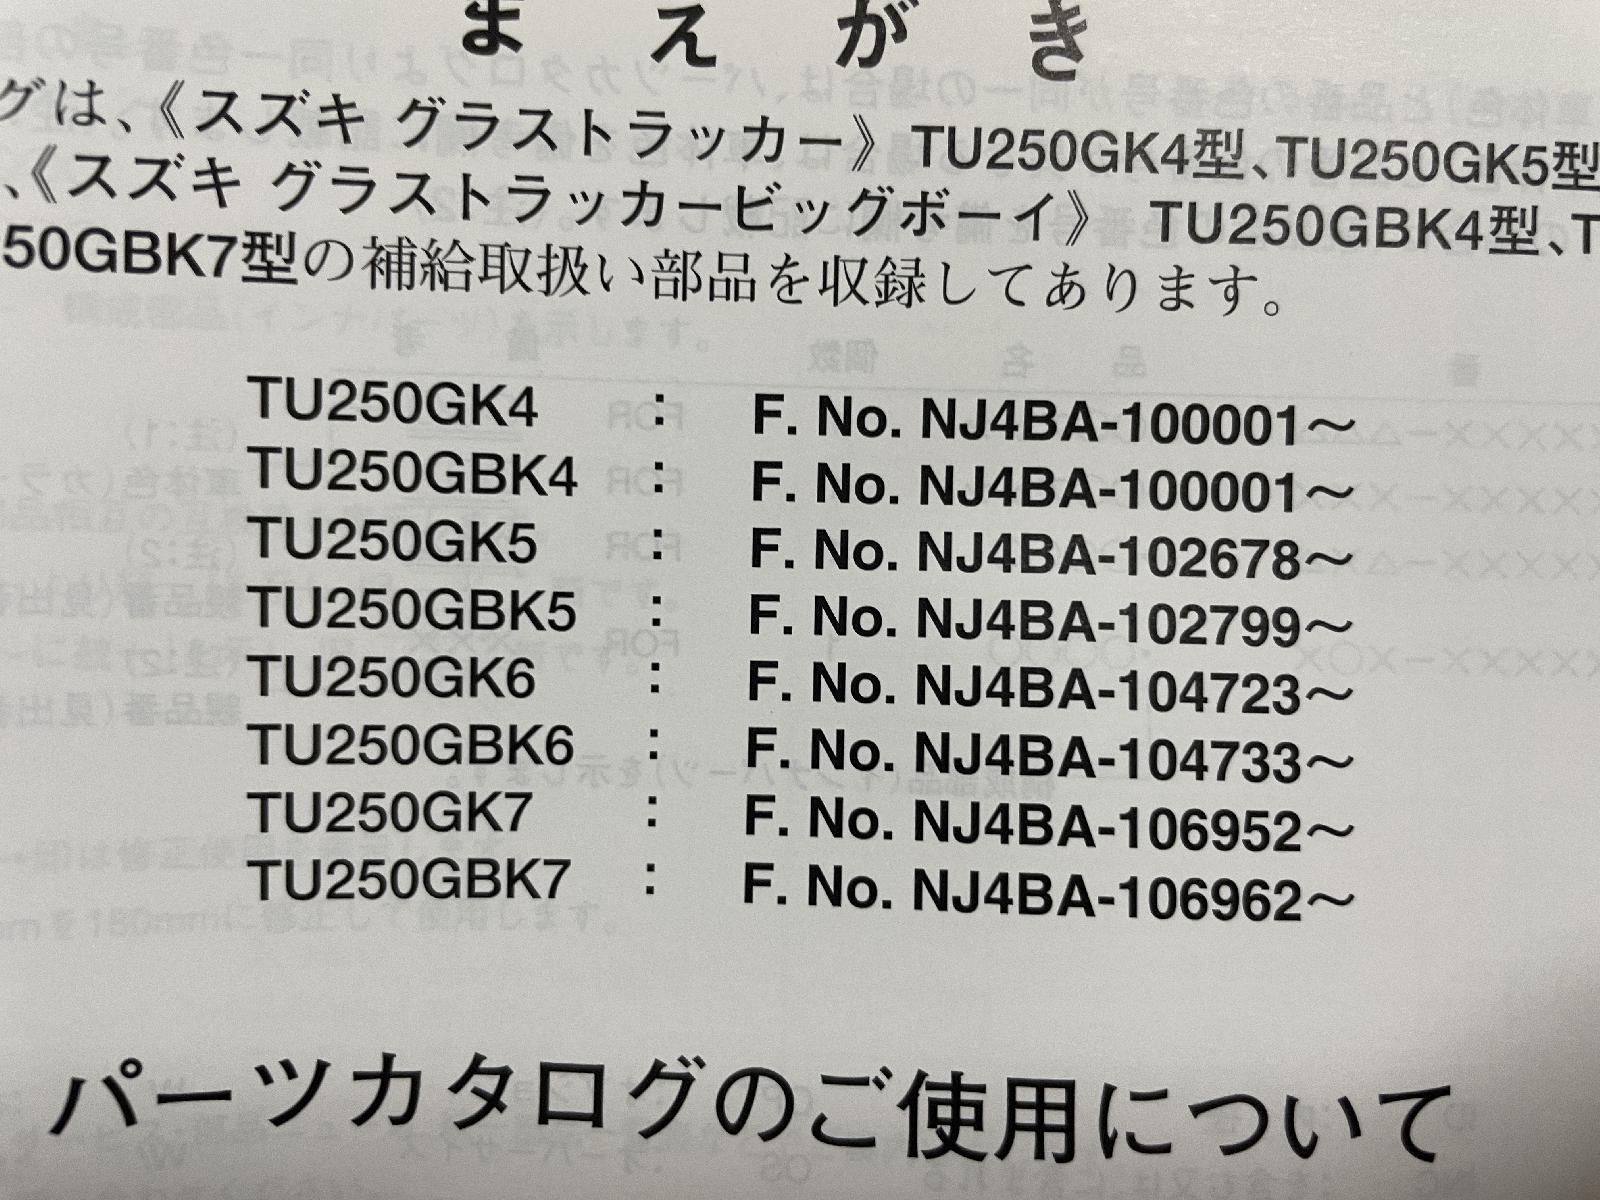 まえがき
グは、《スズキ グラストラッカー》TU250GK4型、TU250GK5型
、《スズキ グラストラッカービッグボーイ》 TU250GBK4型、T
50GBK7型の補給取扱い部品を収録してあります。
TU250GK4 : F. No. NJ4BA-100001～
TU250GBK4 : F. No. NJ4BA-100001～
TU250GK5 : F. No. NJ4BA-102678～
TU250GBK5 : F. No. NJ4BA-102799～
TU250GK6 : F. No. NJ4BA-104723～
TU250GBK6 : F. No. NJ4BA-104733～
TU250GK7 : F. No. NJ4BA-106952～
TU250GBK7 : F. No. NJ4BA-106962～
パーツカタログのご使用について